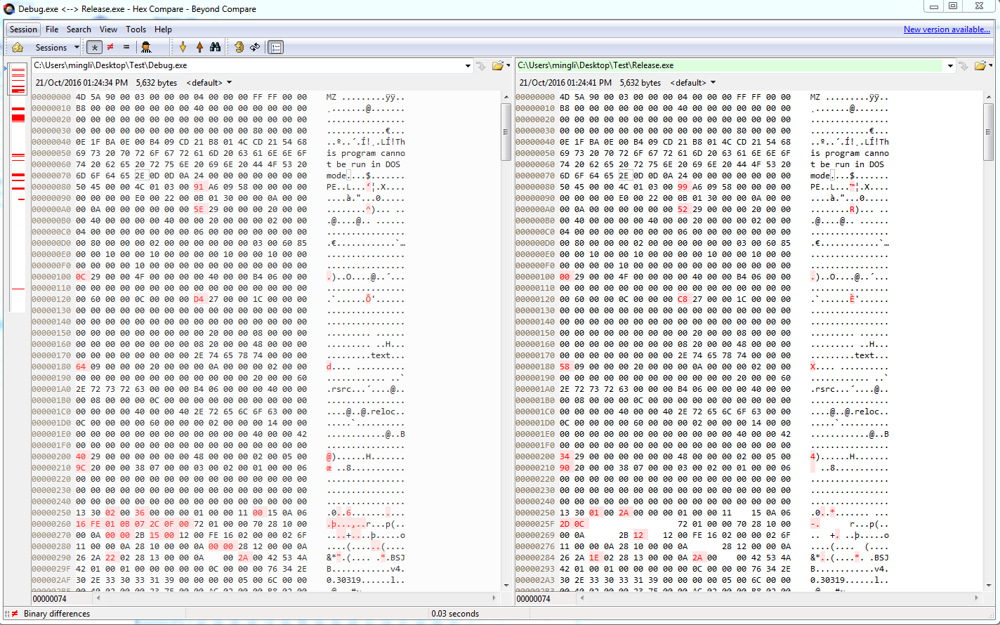 Debug.exe <--> Release.exe - Hex Compare - Beyond Compare
Session File Search View Tools Help New version available...
Sessions
C:\Users\mingli\Desktop\Test\Debug.exe
21/Oct/2016 01:24:34 PM 5,632 bytes <default>
00000000 4D 5A 90 00 03 00 00 00 04 00 00 00 FF FF 00 00 MZ .........ÿÿ..
00000010 B8 00 00 00 00 00 00 00 40 00 00 00 00 00 00 00 ¸.......@.......
00000020 00 00 00 00 00 00 00 00 00 00 00 00 00 00 00 00 ................
00000030 00 00 00 00 00 00 00 00 00 00 00 00 80 00 00 00 ............€...
00000040 0E 1F BA 0E 00 B4 09 CD 21 B8 01 4C CD 21 54 68 ..º..´.Í!¸.LÍ!Th
00000050 69 73 20 70 72 6F 67 72 61 6D 20 63 61 6E 6E 6F is program canno
00000060 74 20 62 65 20 72 75 6E 20 69 6E 20 44 4F 53 20 t be run in DOS
00000070 6D 6F 64 65 2E 0D 0D 0A 24 00 00 00 00 00 00 00 mode....$.......
00000080 50 45 00 00 4C 01 03 00 91 A6 09 58 00 00 00 00 PE..L...‘¦.X....
00000090 00 00 00 00 E0 00 22 00 0B 01 30 00 00 0A 00 00 ....à."...0.....
000000A0 00 0A 00 00 00 00 00 00 5E 29 00 00 00 20 00 00 ........^)... ..
000000B0 00 40 00 00 00 00 40 00 00 20 00 00 00 02 00 00 .@....@.. ......
000000C0 04 00 00 00 00 00 00 00 06 00 00 00 00 00 00 00 ................
000000D0 00 80 00 00 00 02 00 00 00 00 00 00 03 00 60 85 .€............`…
000000E0 00 00 10 00 00 10 00 00 00 00 10 00 00 10 00 00 ................
000000F0 00 00 00 00 10 00 00 00 00 00 00 00 00 00 00 00 ................
00000100 0C 29 00 00 4F 00 00 00 00 40 00 00 B4 06 00 00 .)..O....@..´...
00000110 00 00 00 00 00 00 00 00 00 00 00 00 00 00 00 00 ................
00000120 00 60 00 00 0C 00 00 00 D4 27 00 00 1C 00 00 00 .`......Ô'......
00000130 00 00 00 00 00 00 00 00 00 00 00 00 00 00 00 00 ................
00000140 00 00 00 00 00 00 00 00 00 00 00 00 00 00 00 00 ................
00000150 00 00 00 00 00 00 00 00 00 20 00 00 08 00 00 00 ......... ......
00000160 00 00 00 00 00 00 00 00 08 20 00 00 48 00 00 00 ......... ..H...
00000170 00 00 00 00 00 00 00 00 2E 74 65 78 74 00 00 00 .........text...
00000180 64 09 00 00 00 20 00 00 00 0A 00 00 00 02 00 00 d.... ..........
00000190 00 00 00 00 00 00 00 00 00 00 00 00 20 00 00 60 ............ ..`
000001A0 2E 72 73 72 63 00 00 00 B4 06 00 00 00 40 00 00 .rsrc...´....@..
000001B0 00 08 00 00 00 0C 00 00 00 00 00 00 00 00 00 00 ................
000001C0 00 00 00 00 40 00 00 40 2E 72 65 6C 6F 63 00 00 ....@..@.reloc..
000001D0 0C 00 00 00 00 60 00 00 00 02 00 00 00 14 00 00 .....`..........
000001E0 00 00 00 00 00 00 00 00 00 00 00 00 40 00 00 42 ............@..B
000001F0 00 00 00 00 00 00 00 00 00 00 00 00 00 00 00 00 ................
00000200 40 29 00 00 00 00 00 00 48 00 00 00 02 00 05 00 @)......H.......
00000210 9C 20 00 00 38 07 00 00 03 00 02 00 01 00 00 06 œ ..8...........
00000220 00 00 00 00 00 00 00 00 00 00 00 00 00 00 00 00 ................
00000230 00 00 00 00 00 00 00 00 00 00 00 00 00 00 00 00 ................
00000240 00 00 00 00 00 00 00 00 00 00 00 00 00 00 00 00 ................
00000250 13 30 02 00 36 00 00 00 01 00 00 11 00 15 0A 06 .0..6...........
00000260 16 FE 01 0B 07 2C 0F 00 72 01 00 00 70 28 10 00 .þ...,..r...p(..
00000270 00 0A 00 00 2B 15 00 12 00 FE 16 02 00 00 02 6F ....+....þ.....o
00000280 11 00 00 0A 28 10 00 00 0A 00 00 28 12 00 00 0A ....(......(....
00000290 26 2A 22 02 28 13 00 00 0A 00 2A 00 42 53 4A &*".(.....*.BSJ
0000029F 42 01 00 01 00 00 00 00 00 0C 00 00 00 76 34 2E B............v4.
000002AF 30 2E 33 30 33 31 39 00 00 00 00 05 00 6C 00 00 0.30319......l..
00000074
C:\Users\mingli\Desktop\Test\Release.exe
21/Oct/2016 01:24:41 PM 5,632 bytes <default>
00000000 4D 5A 90 00 03 00 00 00 04 00 00 00 FF FF 00 00 MZ .........ÿÿ..
00000010 B8 00 00 00 00 00 00 00 40 00 00 00 00 00 00 00 ¸.......@.......
00000020 00 00 00 00 00 00 00 00 00 00 00 00 00 00 00 00 ................
00000030 00 00 00 00 00 00 00 00 00 00 00 00 80 00 00 00 ............€...
00000040 0E 1F BA 0E 00 B4 09 CD 21 B8 01 4C CD 21 54 68 ..º..´.Í!¸.LÍ!Th
00000050 69 73 20 70 72 6F 67 72 61 6D 20 63 61 6E 6E 6F is program canno
00000060 74 20 62 65 20 72 75 6E 20 69 6E 20 44 4F 53 20 t be run in DOS
00000070 6D 6F 64 65 2E 0D 0D 0A 24 00 00 00 00 00 00 00 mode....$.......
00000080 50 45 00 00 4C 01 03 00 99 A6 09 58 00 00 00 00 PE..L...™¦.X....
00000090 00 00 00 00 E0 00 22 00 0B 01 30 00 00 0A 00 00 ....à."...0.....
000000A0 00 0A 00 00 00 00 00 00 52 29 00 00 00 20 00 00 ........R)... ..
000000B0 00 40 00 00 00 00 40 00 00 20 00 00 00 02 00 00 .@....@.. ......
000000C0 04 00 00 00 00 00 00 00 06 00 00 00 00 00 00 00 ................
000000D0 00 80 00 00 00 02 00 00 00 00 00 00 03 00 60 85 .€............`…
000000E0 00 00 10 00 00 10 00 00 00 00 10 00 00 10 00 00 ................
000000F0 00 00 00 00 10 00 00 00 00 00 00 00 00 00 00 00 ................
00000100 00 29 00 00 4F 00 00 00 00 40 00 00 B4 06 00 00 .)..O....@..´...
00000110 00 00 00 00 00 00 00 00 00 00 00 00 00 00 00 00 ................
00000120 00 60 00 00 0C 00 00 00 C8 27 00 00 1C 00 00 00 .`......È'......
00000130 00 00 00 00 00 00 00 00 00 00 00 00 00 00 00 00 ................
00000140 00 00 00 00 00 00 00 00 00 00 00 00 00 00 00 00 ................
00000150 00 00 00 00 00 00 00 00 00 20 00 00 08 00 00 00 ......... ......
00000160 00 00 00 00 00 00 00 00 08 20 00 00 48 00 00 00 ......... ..H...
00000170 00 00 00 00 00 00 00 00 2E 74 65 78 74 00 00 00 .........text...
00000180 58 09 00 00 00 20 00 00 00 0A 00 00 00 02 00 00 X.... ..........
00000190 00 00 00 00 00 00 00 00 00 00 00 00 20 00 00 60 ............ ..`
000001A0 2E 72 73 72 63 00 00 00 B4 06 00 00 00 40 00 00 .rsrc...´....@..
000001B0 00 08 00 00 00 0C 00 00 00 00 00 00 00 00 00 00 ................
000001C0 00 00 00 00 40 00 00 40 2E 72 65 6C 6F 63 00 00 ....@..@.reloc..
000001D0 0C 00 00 00 00 60 00 00 00 02 00 00 00 14 00 00 .....`..........
000001E0 00 00 00 00 00 00 00 00 00 00 00 00 40 00 00 42 ............@..B
000001F0 00 00 00 00 00 00 00 00 00 00 00 00 00 00 00 00 ................
00000200 34 29 00 00 00 00 00 00 48 00 00 00 02 00 05 00 4)......H.......
00000210 90 20 00 00 38 07 00 00 03 00 02 00 01 00 00 06 ..8...........
00000220 00 00 00 00 00 00 00 00 00 00 00 00 00 00 00 00 ................
00000230 00 00 00 00 00 00 00 00 00 00 00 00 00 00 00 00 ................
00000240 00 00 00 00 00 00 00 00 00 00 00 00 00 00 00 00 ................
00000250 13 30 01 00 2A 00 00 00 01 00 00 11 15 0A 06 .0..*..........
0000025F 2D 0C 72 01 00 00 70 28 10 00 -. r...p(..
00000269 00 0A 2B 12 12 00 FE 16 02 00 00 02 6F .. +. ..þ.....o
00000276 11 00 00 0A 28 10 00 00 0A 28 12 00 00 0A ....(.... (....
00000284 26 2A 1E 02 28 13 00 00 0A 2A 00 00 42 53 4A &*..(....*. .BSJ
00000293 42 01 00 01 00 00 00 00 00 0C 00 00 00 76 34 2E B............v4.
000002A3 30 2E 33 30 33 31 39 00 00 00 00 05 00 6C 00 00 0.30319......l..
00000074
Binary differences 0.03 seconds